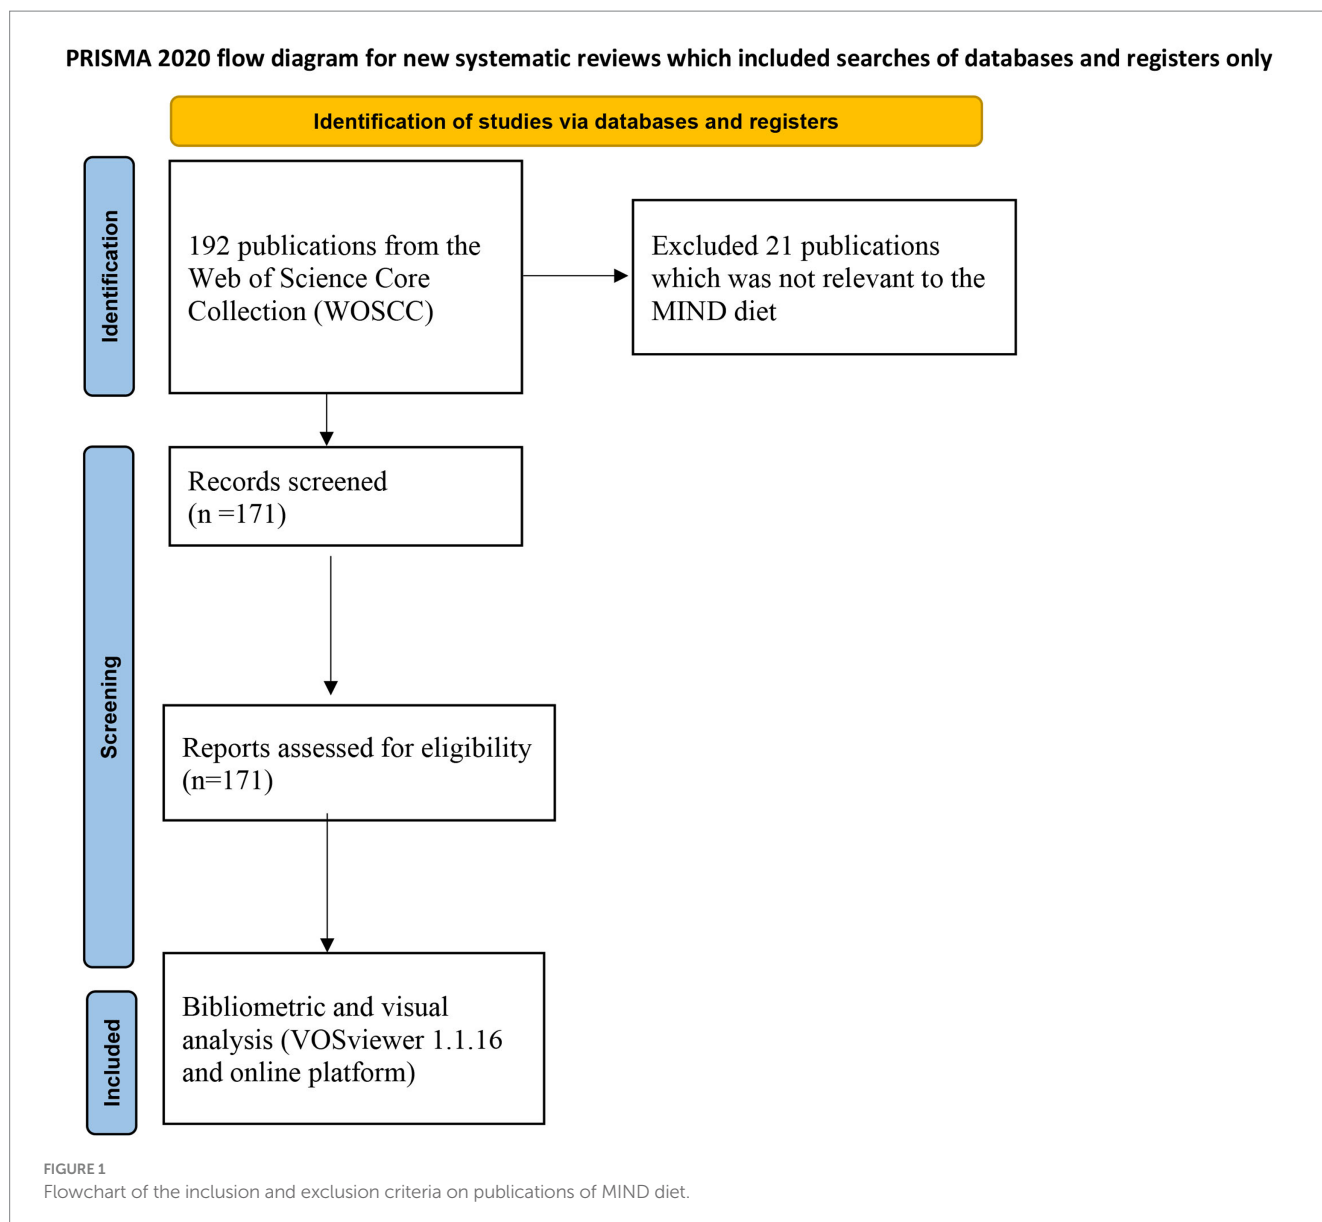 PRISMA 2020 flow diagram for new systematic reviews which included searches of databases and registers only
Identification of studies via databases and registers
Identification
192 publications from the
Web of Science Core
Collection (WOSCC)
Excluded 21 publications
which was not relevant to the
MIND diet
Screening
Records screened
(n =171)
Reports assessed for eligibility
(n=171)
Included
Bibliometric and visual
analysis (VOSviewer 1.1.16
and online platform)
FIGURE 1
Flowchart of the inclusion and exclusion criteria on publications of MIND diet.